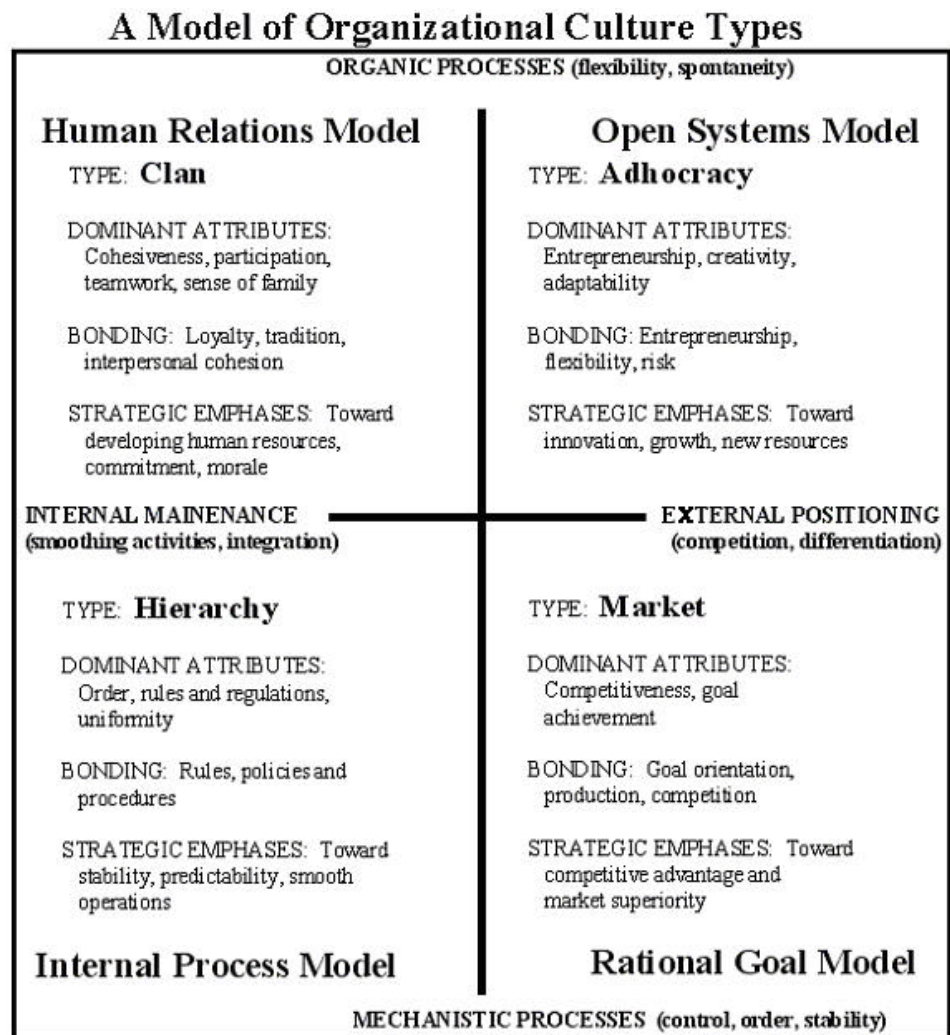 A Model of Organizational Culture Types
ORGANIC PROCESSES (flexibility, spontaneity)
Human Relations Model
TYPE: Clan
DOMINANT ATTRIBUTES:
Cohesiveness, participation,
teamwork, sense of family
BONDING: Loyalty, tradition,
interpersonal cohesion
STRATEGIC EMPHASES: Toward
developing human resources,
commitment, morale
Open Systems Model
TYPE: Adhocracy
DOMINANT ATTRIBUTES:
Entrepreneurship, creativity,
adaptability
BONDING: Entrepreneurship,
flexibility, risk
STRATEGIC EMPHASES: Toward
innovation, growth, new resources
INTERNAL MAINENANCE
(smoothing activities, integration)
EXTERNAL POSITIONING
(competition, differentiation)
TYPE: Hierarchy
DOMINANT ATTRIBUTES:
Order, rules and regulations,
uniformity
BONDING: Rules, policies and
procedures
STRATEGIC EMPHASES: Toward
stability, predictability, smooth
operations
Internal Process Model
TYPE: Market
DOMINANT ATTRIBUTES:
Competitiveness, goal
achievement
BONDING: Goal orientation,
production, competition
STRATEGIC EMPHASES: Toward
competitive advantage and
market superiority
Rational Goal Model
MECHANISTIC PROCESSES (control, order, stability)